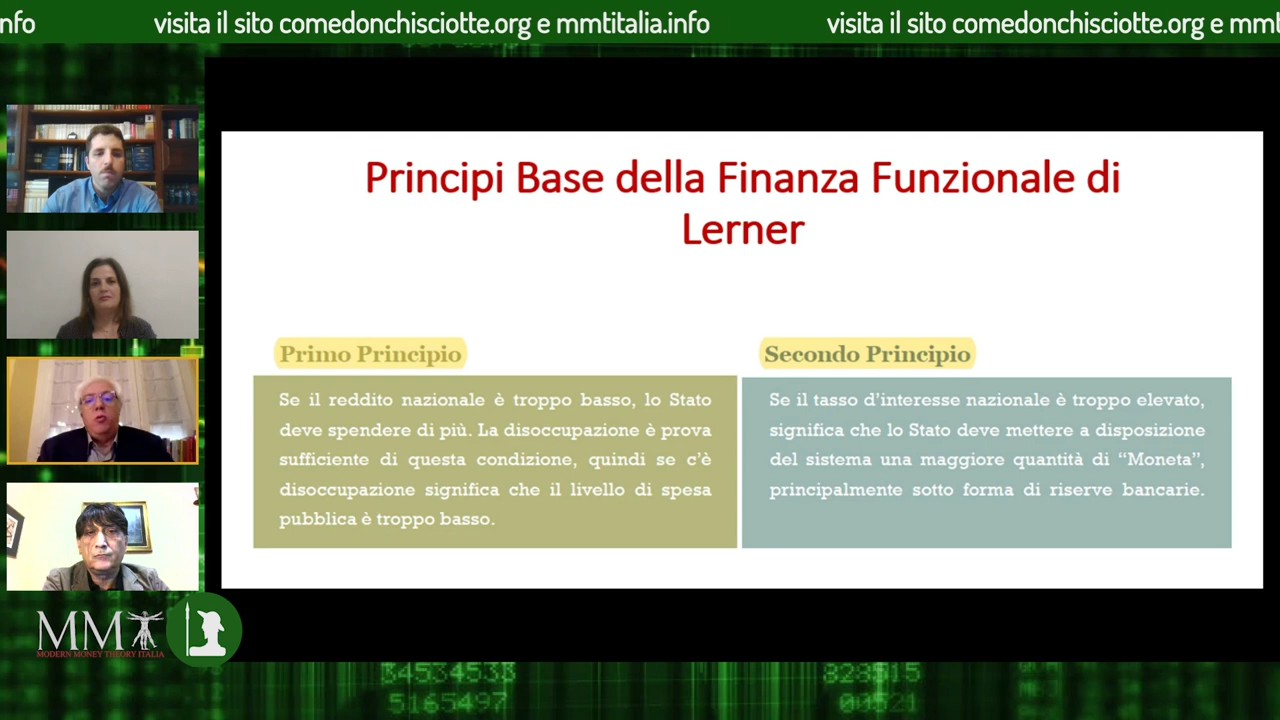 nfo visita il sito comedonchisciotte.org e mmtitalia.info visita il sito comedonchisciotte.org e mmt
Principi Base della Finanza Funzionale di
Lerner
Primo Principio
Se il reddito nazionale è troppo basso, lo Stato
deve spendere di più. La disoccupazione è prova
sufficiente di questa condizione, quindi se c'è
disoccupazione significa che il livello di spesa
pubblica è troppo basso.
Secondo Principio
Se il tasso d'interesse nazionale è troppo elevato,
significa che lo Stato deve mettere a disposizione
del sistema una maggiore quantità di “Moneta”,
principalmente sotto forma di riserve bancarie.
MMT
MODERN MONEY THEORY ITALIA
34534538
5165497